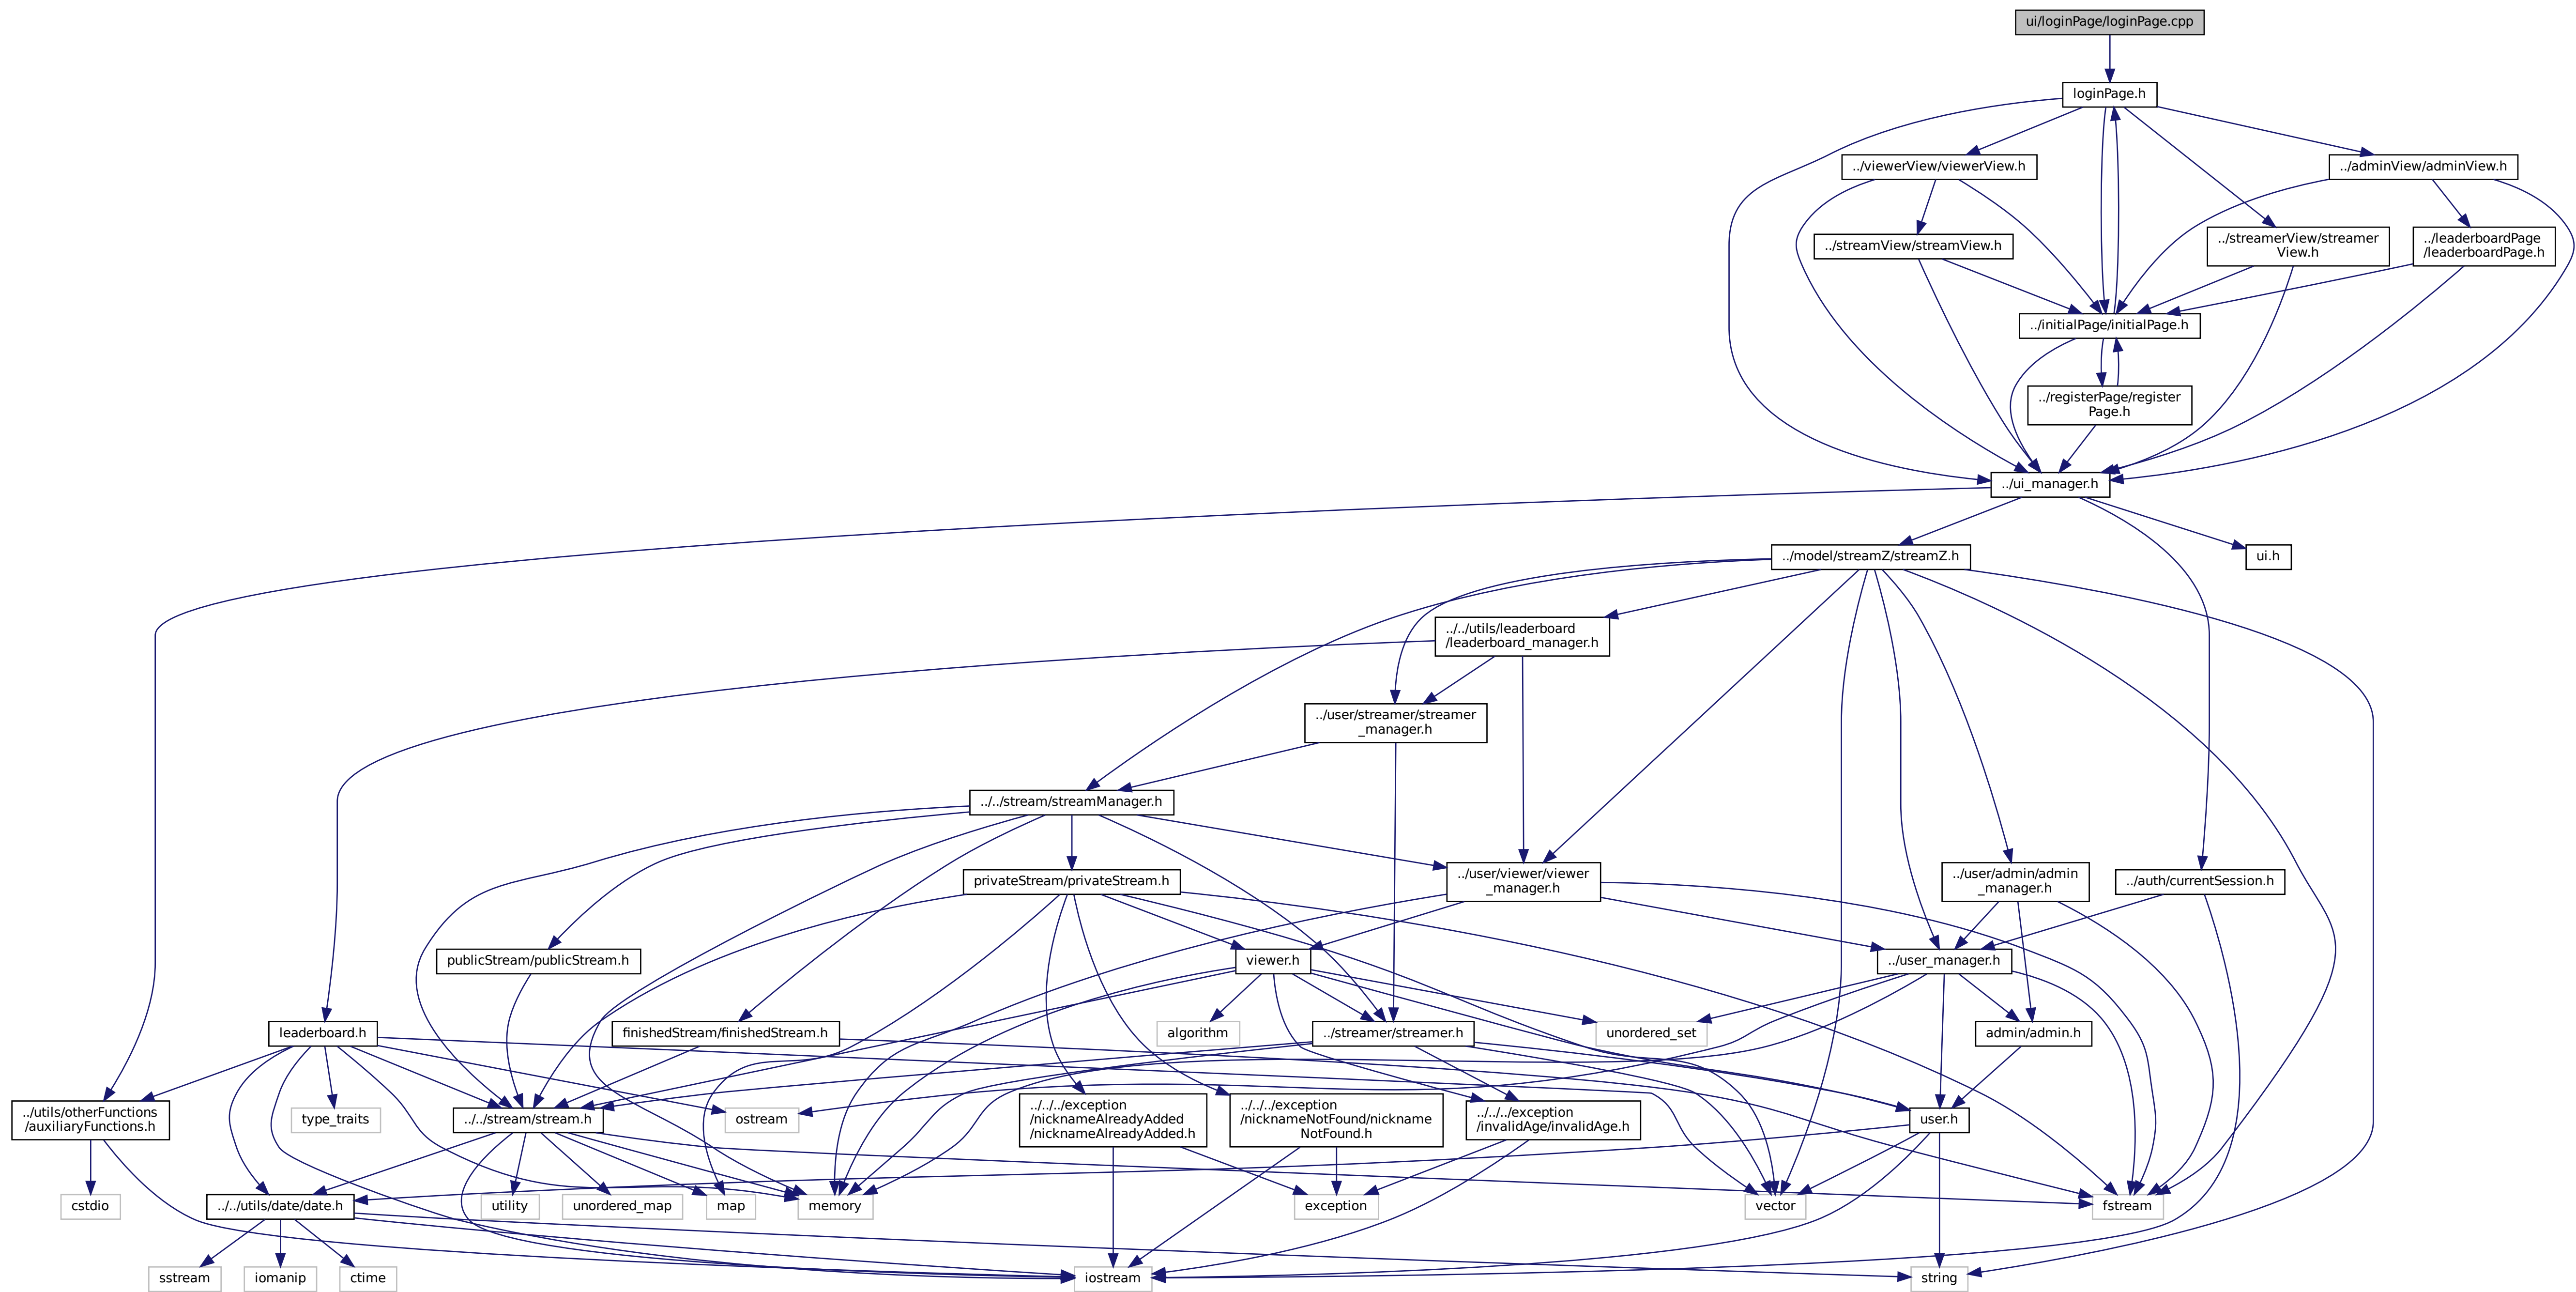 ui/loginPage/loginPage.cpp
loginPage.h
../viewerView/viewerView.h
../adminView/adminView.h
../streamView/streamView.h
../streamerView/streamer
View.h
../leaderboardPage
/leaderboardPage.h
../initialPage/initialPage.h
../registerPage/register
Page.h
../ui_manager.h
../model/streamZ/streamZ.h
ui.h
../../utils/leaderboard
/leaderboard_manager.h
../user/streamer/streamer
_manager.h
../../stream/streamManager.h
privateStream/privateStream.h
../user/viewer/viewer
_manager.h
../user/admin/admin
_manager.h
../auth/currentSession.h
publicStream/publicStream.h
viewer.h
../user_manager.h
leaderboard.h
finishedStream/finishedStream.h
algorithm
../streamer/streamer.h
unordered_set
admin/admin.h
../utils/otherFunctions
/auxiliaryFunctions.h
type_traits
../../stream/stream.h
ostream
../../../exception
/nicknameAlreadyAdded
/nicknameAlreadyAdded.h
../../../exception
/nicknameNotFound/nickname
NotFound.h
../../../exception
/invalidAge/invalidAge.h
user.h
cstdio
../../utils/date/date.h
utility
unordered_map
map
memory
exception
vector
fstream
sstream
iomanip
ctime
iostream
string